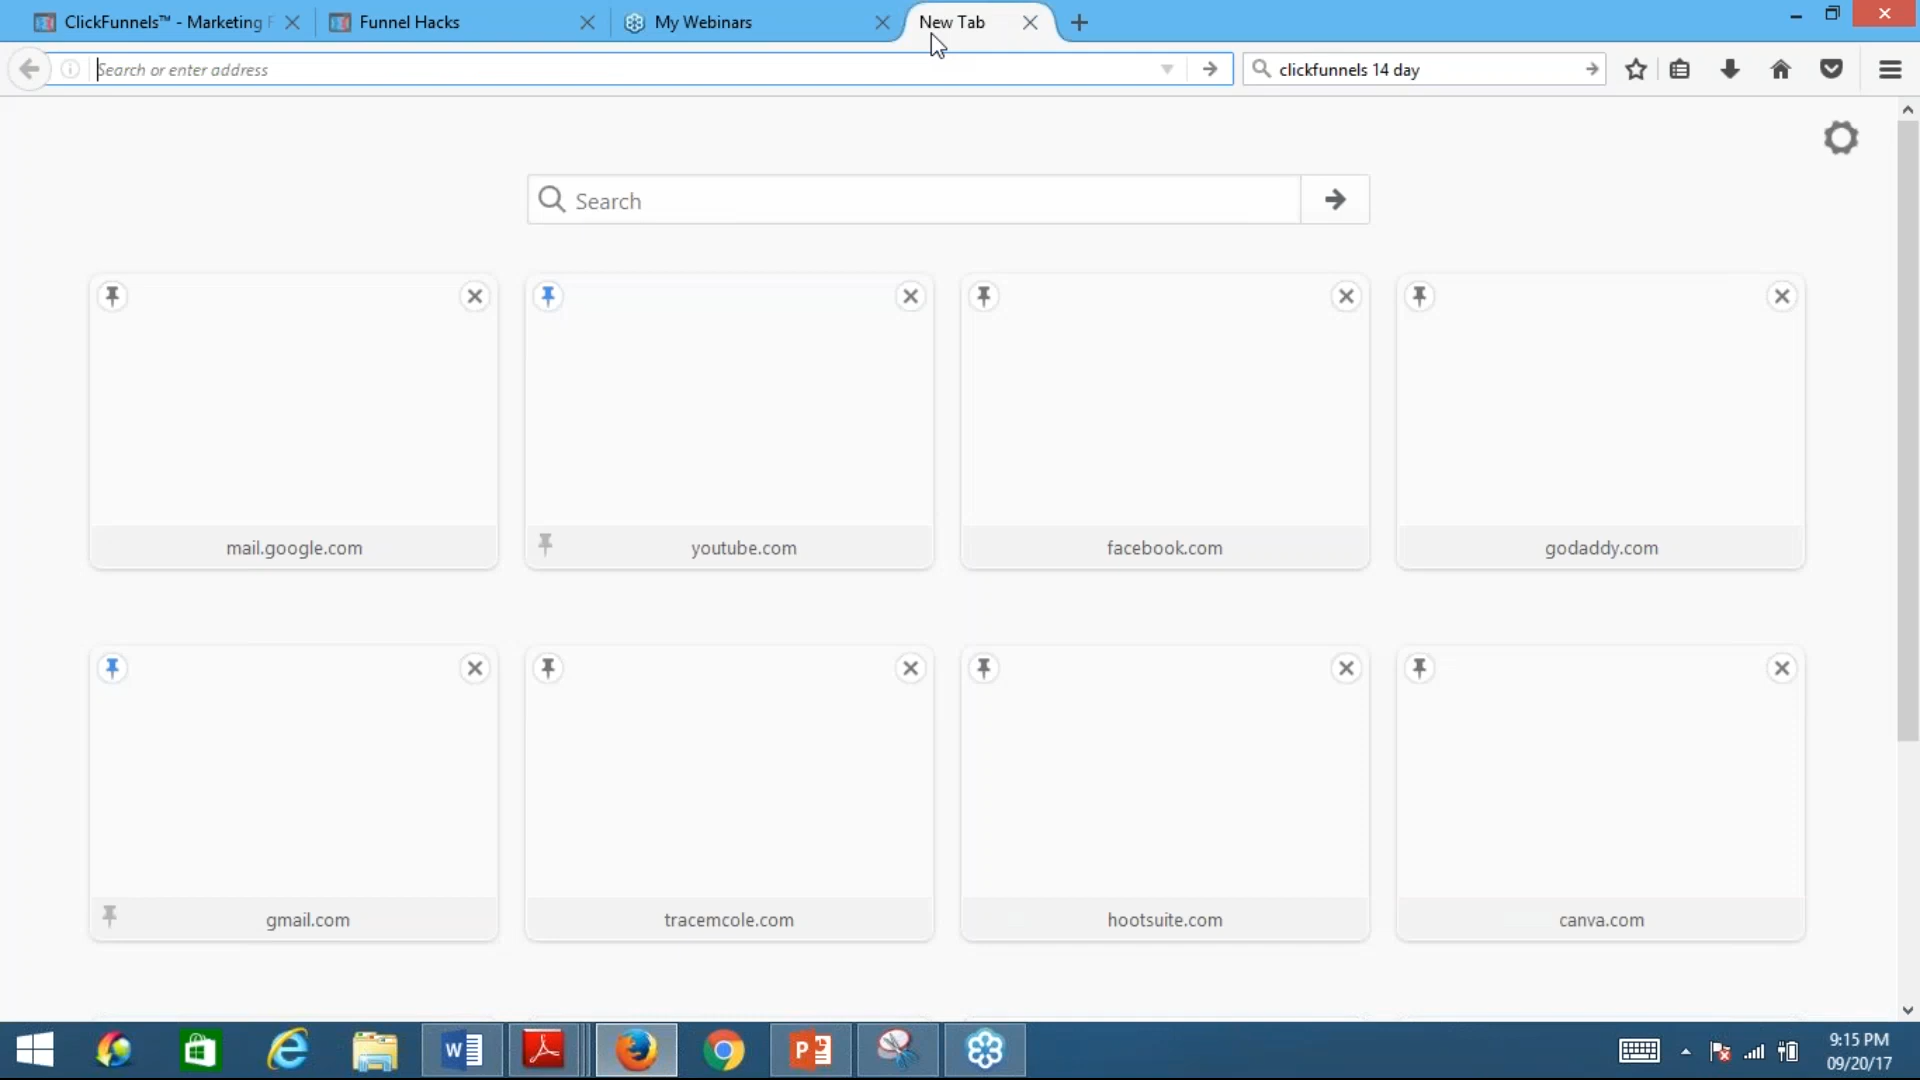 ClickFunnels™ - Marketing F
Funnel Hacks
My Webinars
New Tab
Search or enter address
clickfunnels 14 day
Search
mail.google.com
youtube.com
facebook.com
godaddy.com
gmail.com
tracemcole.com
hootsuite.com
canva.com
9:15 PM
09/20/17